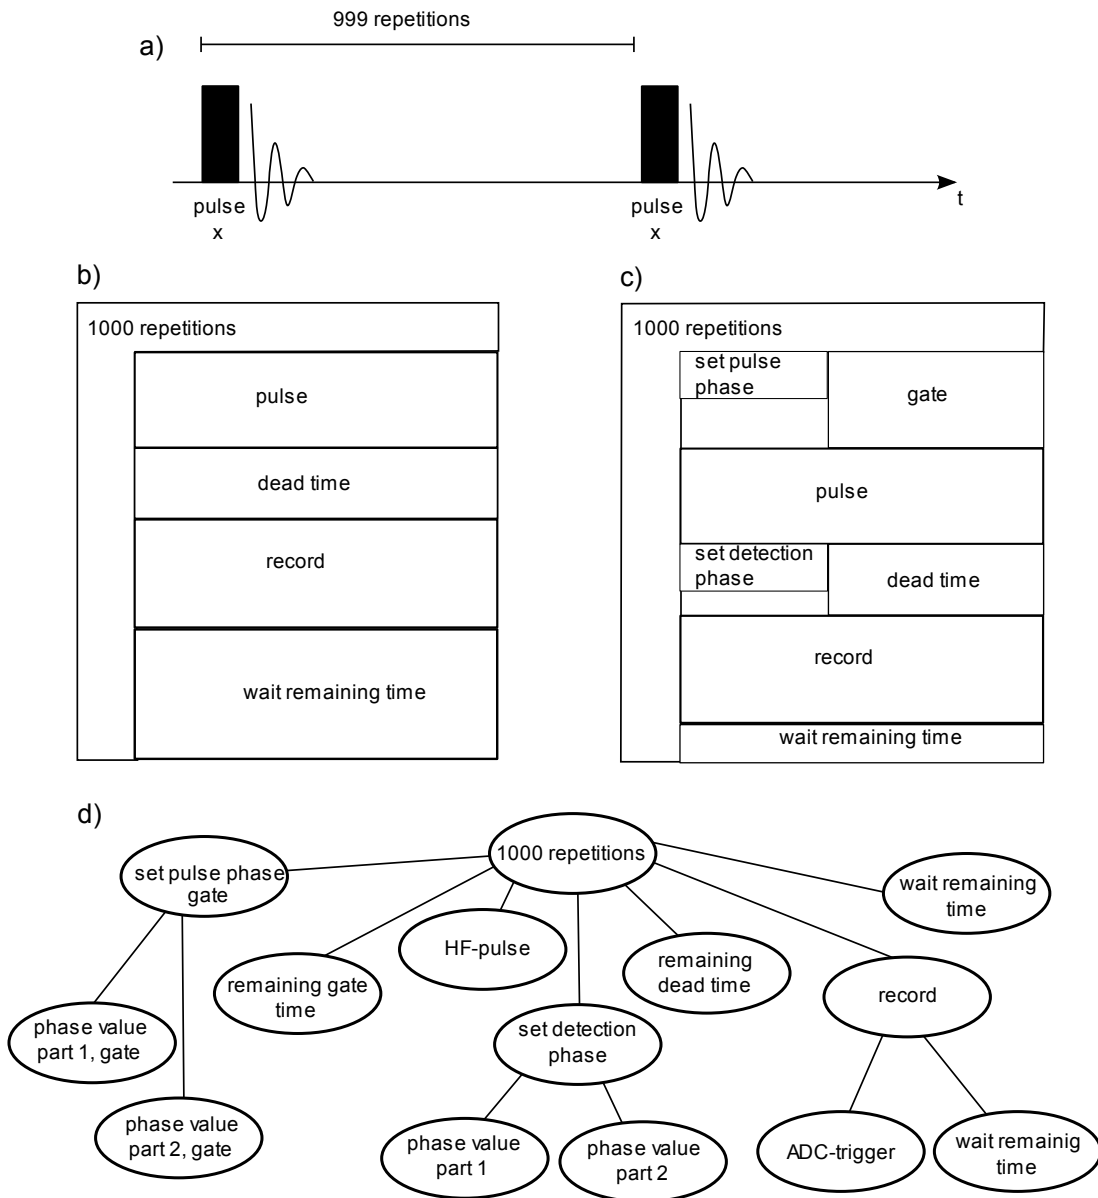 999 repetitions
a)
pulse
x
pulse
x
t
b)
1000 repetitions
pulse
dead time
record
wait remaining time
c)
1000 repetitions
set pulse
phase
gate
pulse
set detection
phase
dead time
record
wait remaining time
d)
1000 repetitions
set pulse phase
gate
wait remaining
time
HF-pulse
remaining gate
time
remaining
dead time
record
phase value
part 1, gate
set detection
phase
phase value
part 2, gate
phase value
part 1
phase value
part 2
ADC-trigger
wait remainig
time